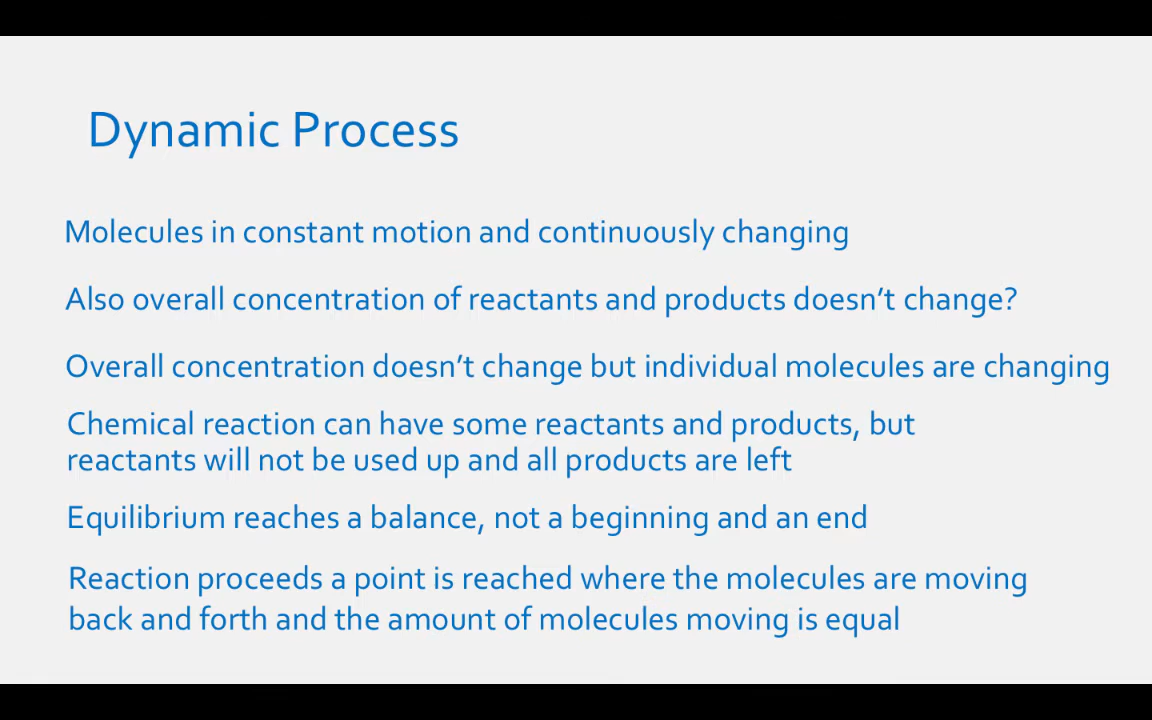 Dynamic Process
Molecules in constant motion and continuously changing
Also overall concentration of reactants and products doesn't change?
Overall concentration doesn't change but individual molecules are changing
Chemical reaction can have some reactants and products, but
reactants will not be used up and all products are left
Equilibrium reaches a balance, not a beginning and an end
Reaction proceeds a point is reached where the molecules are moving
back and forth and the amount of molecules moving is equal